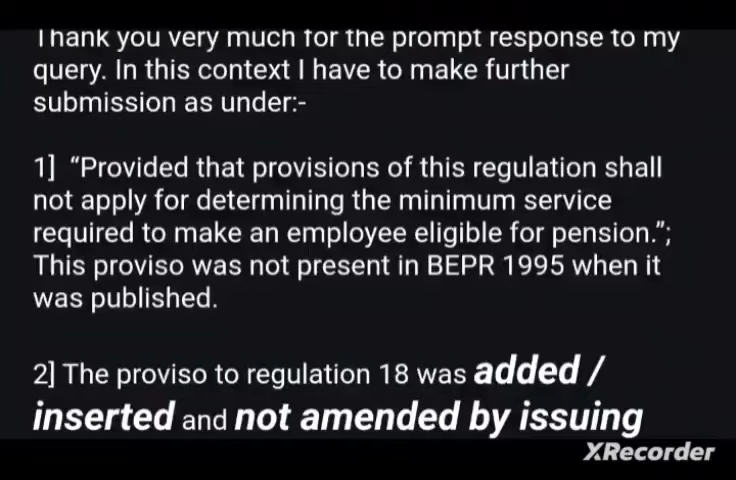 Thank you very much for the prompt response to my
query. In this context I have to make further
submission as under:-
1] “Provided that provisions of this regulation shall
not apply for determining the minimum service
required to make an employee eligible for pension.”;
This proviso was not present in BEPR 1995 when it
was published.
2] The proviso to regulation 18 was added /
inserted and not amended by issuing
XRecorder